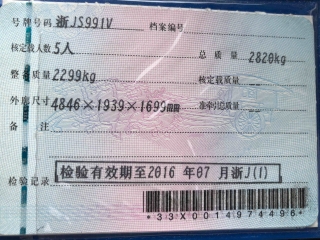 号牌号码 浙JS991V 档案编号
核定载人数 5人 总质量 2820kg
整备质量 2299kg 核定载质量 --
外廓尺寸 4846×1939×1699mm 准牵引总质量 --
备注
检验记录 检验有效期至2016年07月浙J(1)
*33X0014974496*